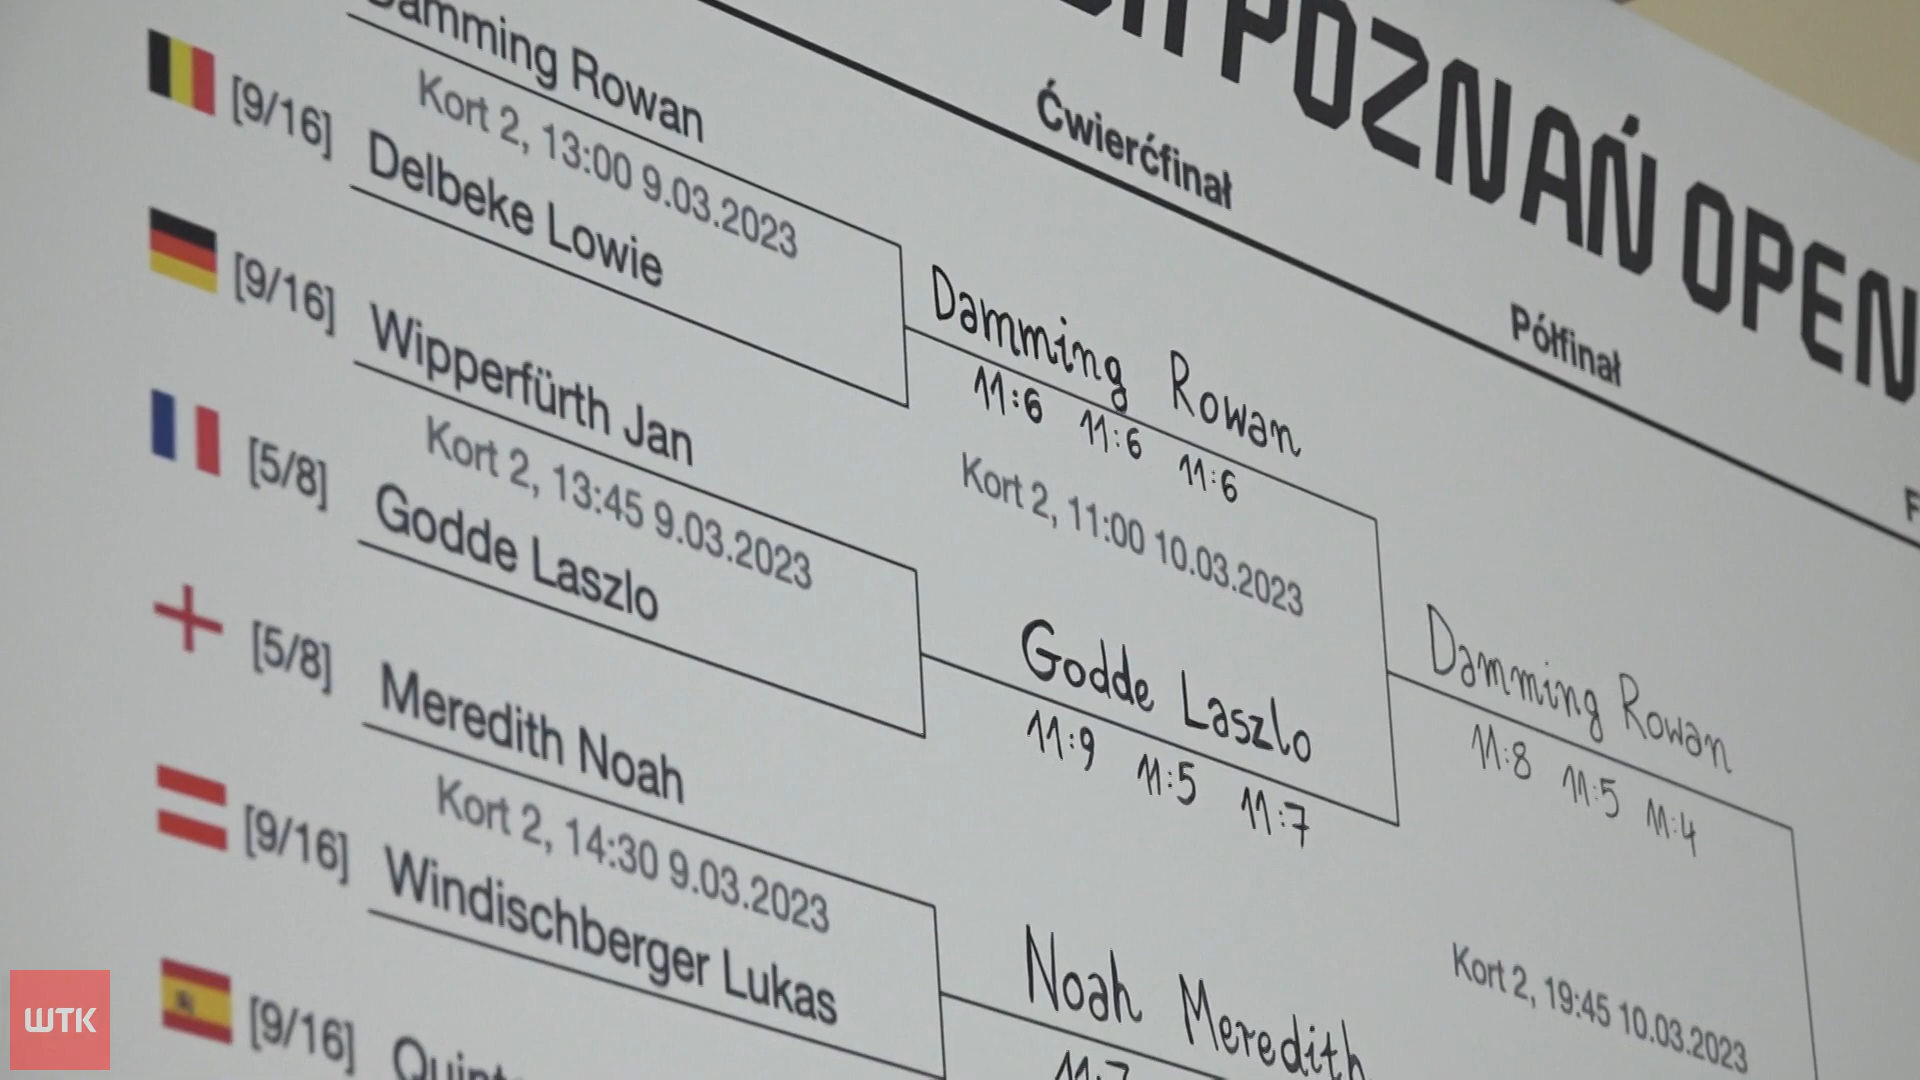 POZNAŃ OPEN
Ćwierćfinał
Półfinał
Damming Rowan
Kort 2, 13:00 9.03.2023
[9/16] Delbeke Lowie
Damming Rowan
11:6 11:6 11:6
[9/16] Wipperfürth Jan
Kort 2, 13:45 9.03.2023
Kort 2, 11:00 10.03.2023
[5/8] Godde Laszlo
Godde Laszlo
11:9 11:5 11:7
Damming Rowan
11:8 11:5 11:4
[5/8] Meredith Noah
Kort 2, 14:30 9.03.2023
[9/16] Windischberger Lukas
Noah Meredith
11:7
Kort 2, 19:45 10.03.2023
[9/16]
WTK